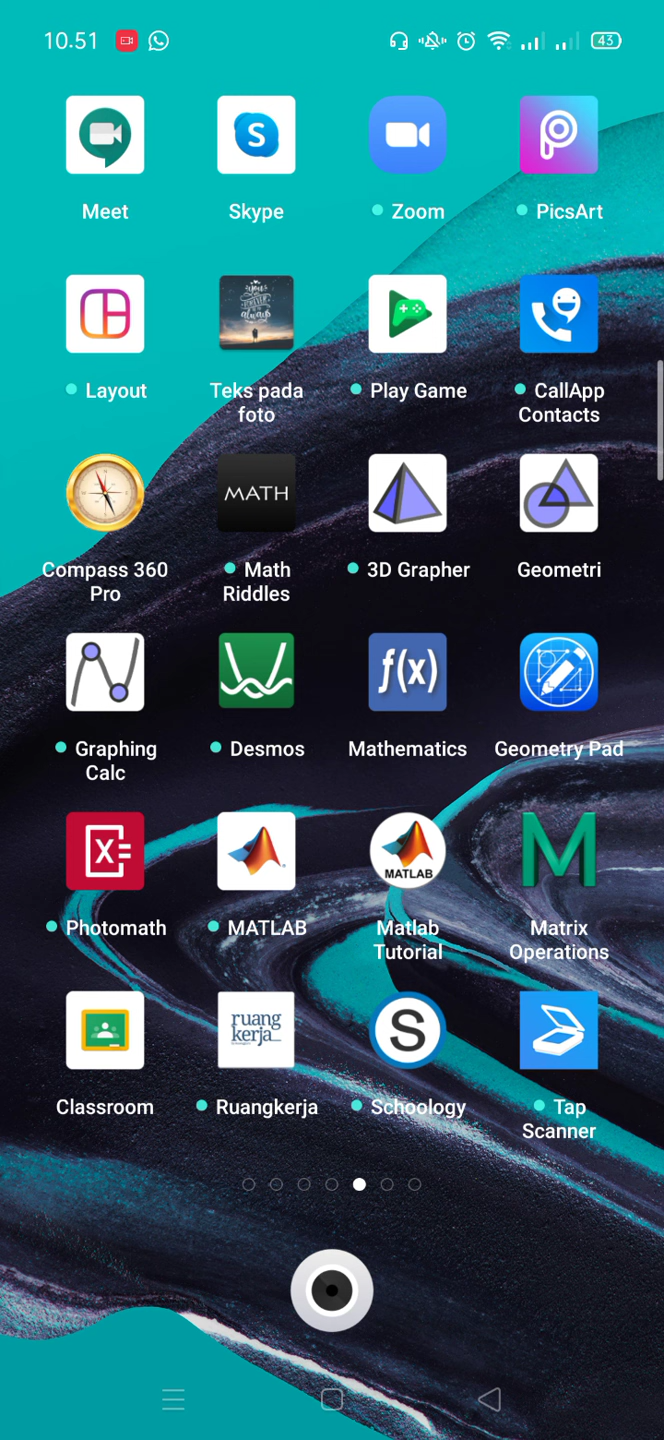 10.51
43
S
Meet
Skype
Zoom
PicsArt
you
always
Layout
Teks pada
foto
Play Game
CallApp
Contacts
MATH
Compass 360
Pro
Math
Riddles
3D Grapher
Geometri
f(x)
Graphing
Calc
Desmos
Mathematics
Geometry Pad
X
MATLAB
M
Photomath
MATLAB
Matlab
Tutorial
Matrix
Operations
ruang
kerja
S
Classroom
Ruangkerja
Schoology
Tap
Scanner